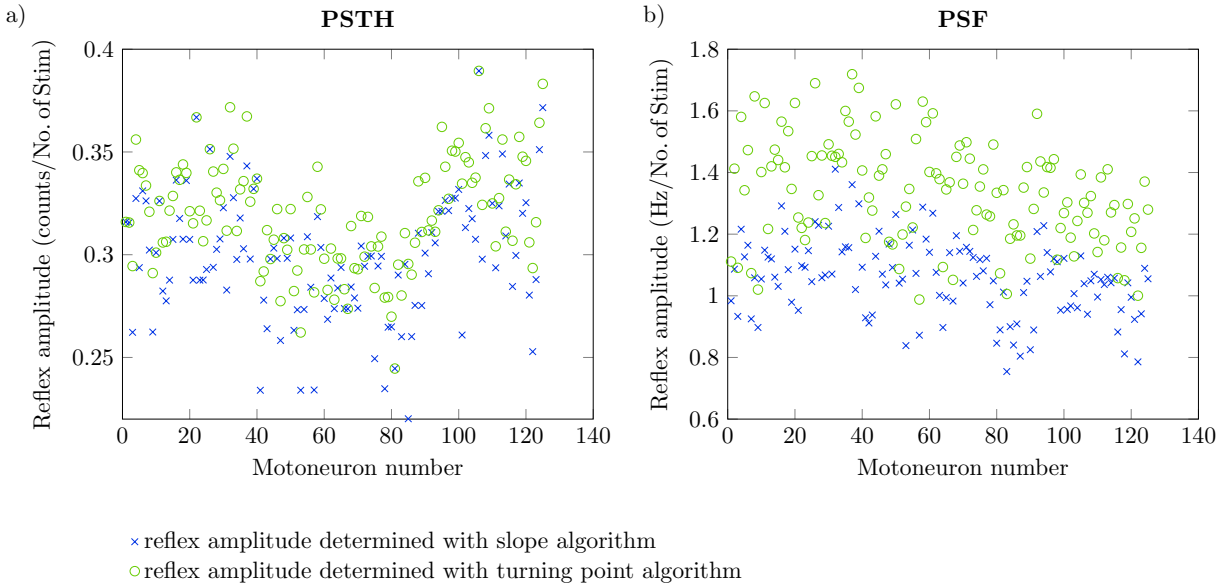 a)
PSTH
Reflex amplitude (counts/No. of Stim)
0.4
0.35
0.3
0.25
0 20 40 60 80 100 120 140
Motoneuron number
b)
PSF
Reflex amplitude (Hz/No. of Stim)
1.8
1.6
1.4
1.2
1
0.8
0.6
0 20 40 60 80 100 120 140
Motoneuron number
reflex amplitude determined with slope algorithm
reflex amplitude determined with turning point algorithm